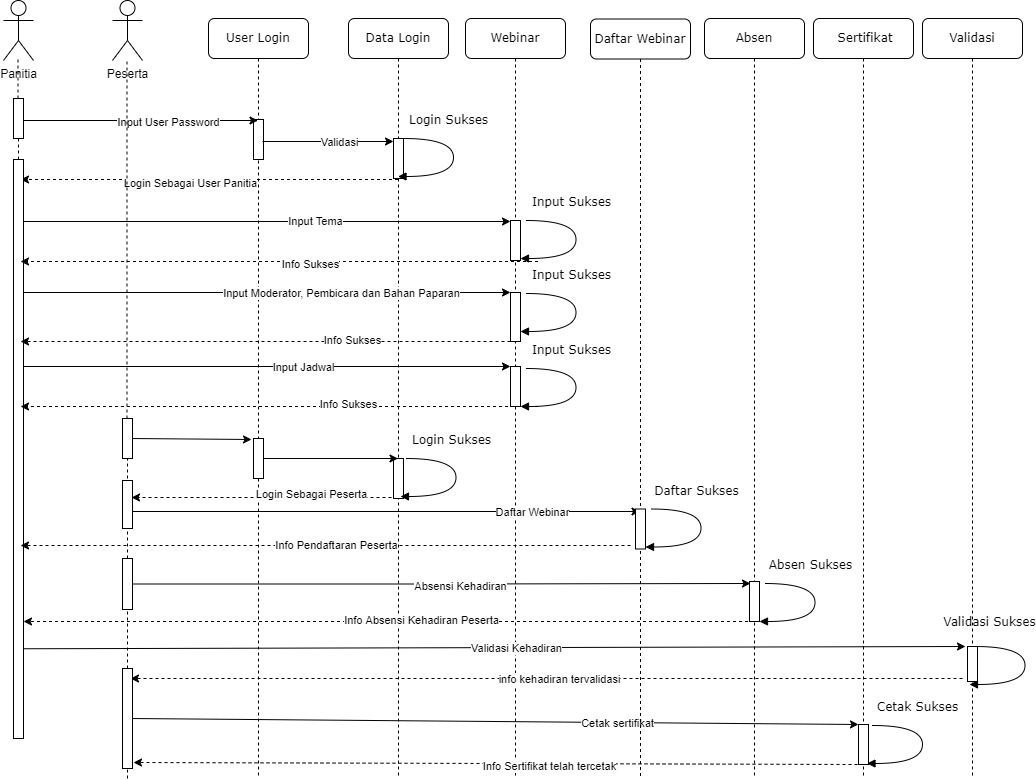 User Login
Data Login
Webinar
Daftar Webinar
Absen
Sertifikat
Validasi
Panitia
Peserta
Input User Password
Login Sukses
Validasi
Login Sebagai User Panitia
Input Sukses
Input Tema
Info Sukses
Input Sukses
Input Moderator, Pembicara dan Bahan Paparan
Info Sukses
Input Sukses
Input Jadwal
Info Sukses
Login Sukses
Login Sebagai Peserta
Daftar Sukses
Daftar Webinar
Info Pendaftaran Peserta
Absen Sukses
Absensi Kehadiran
Info Absensi Kehadiran Peserta
Validasi Sukses
Validasi Kehadiran
info kehadiran tervalidasi
Cetak Sukses
Cetak sertifikat
Info Sertifikat telah tercetak